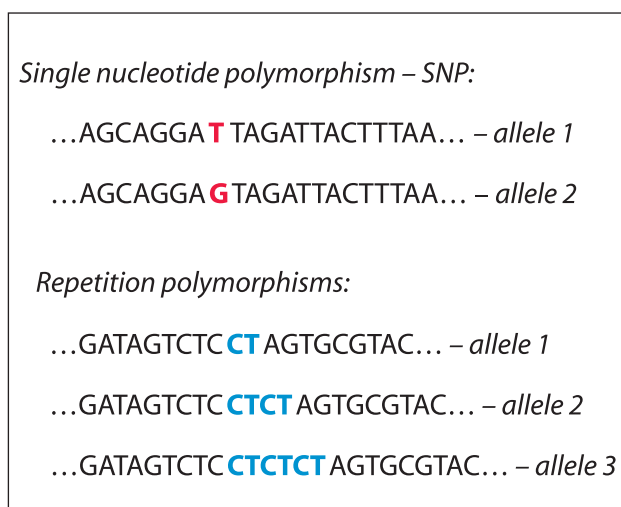 Single nucleotide polymorphism – SNP:
…AGCAGGA T TAGATTACTTTAA… – allele 1
…AGCAGGA G TAGATTACTTTAA… – allele 2
Repetition polymorphisms:
…GATAGTCTC CT AGTGCGTAC… – allele 1
…GATAGTCTC CTCT AGTGCGTAC… – allele 2
…GATAGTCTC CTCTCT AGTGCGTAC… – allele 3